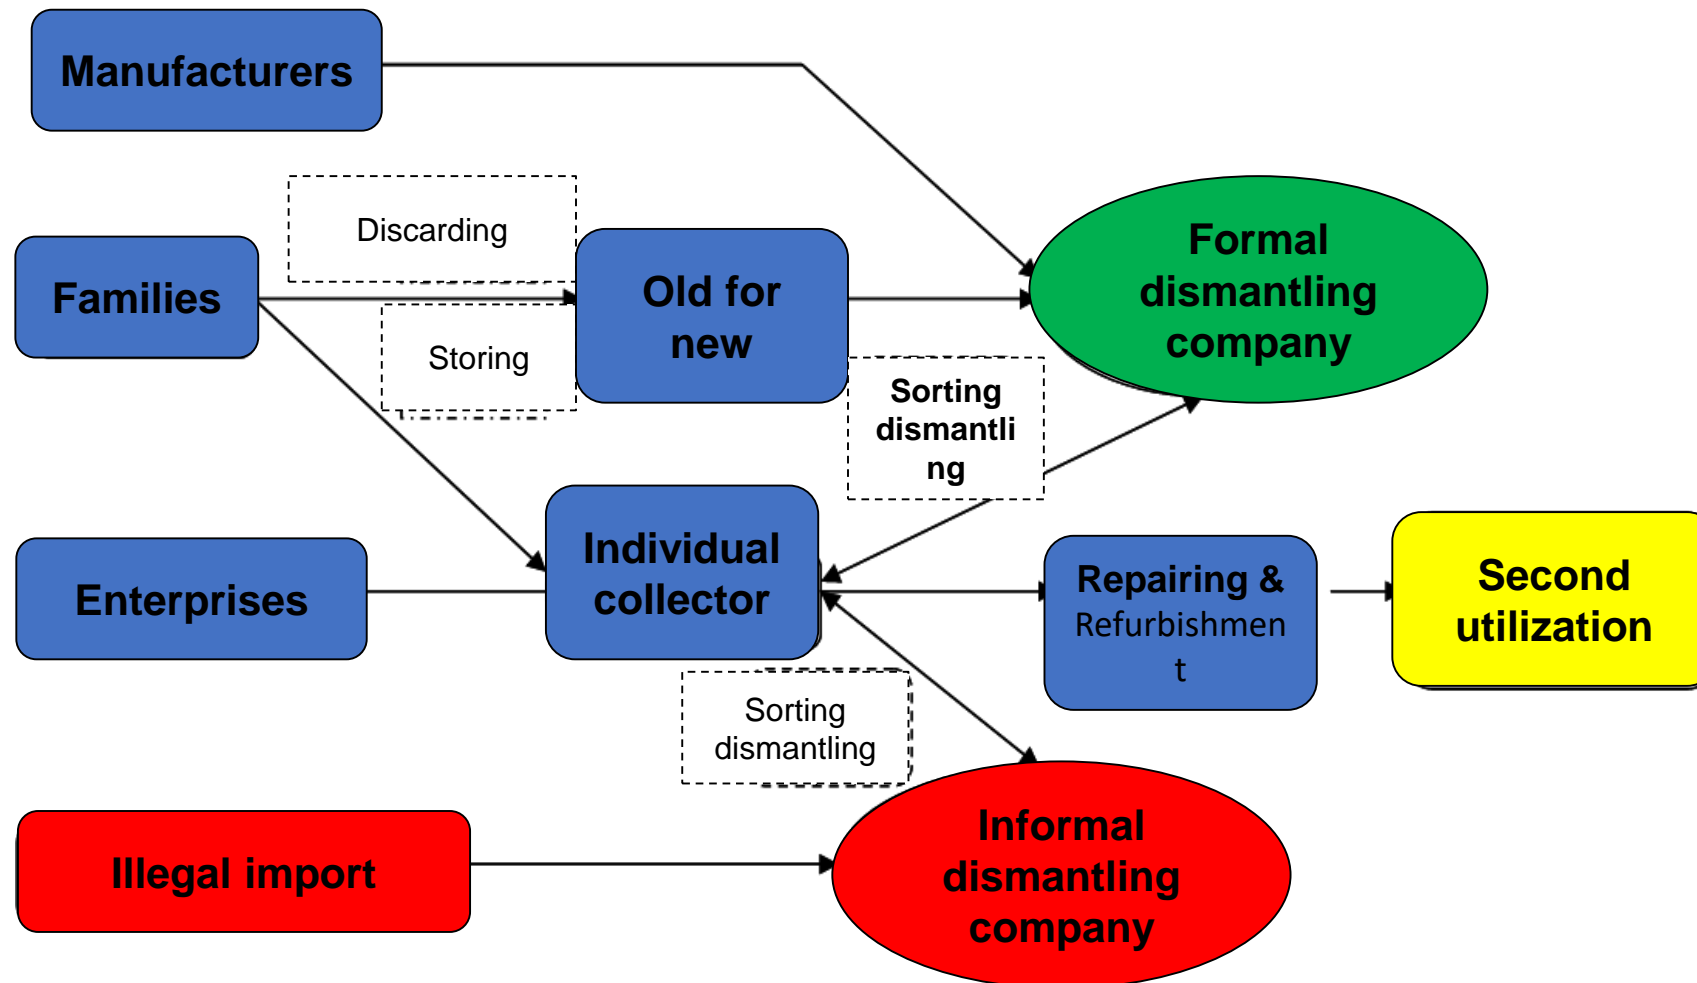 Manufacturers
Discarding
Families
Old for
new
Storing
Formal
dismantling
company
Sorting
dismantli
ng
Enterprises
Individual
collector
Repairing &
Refurbishmen
t
Second
utilization
Sorting
dismantling
Illegal import
Informal
dismantling
company